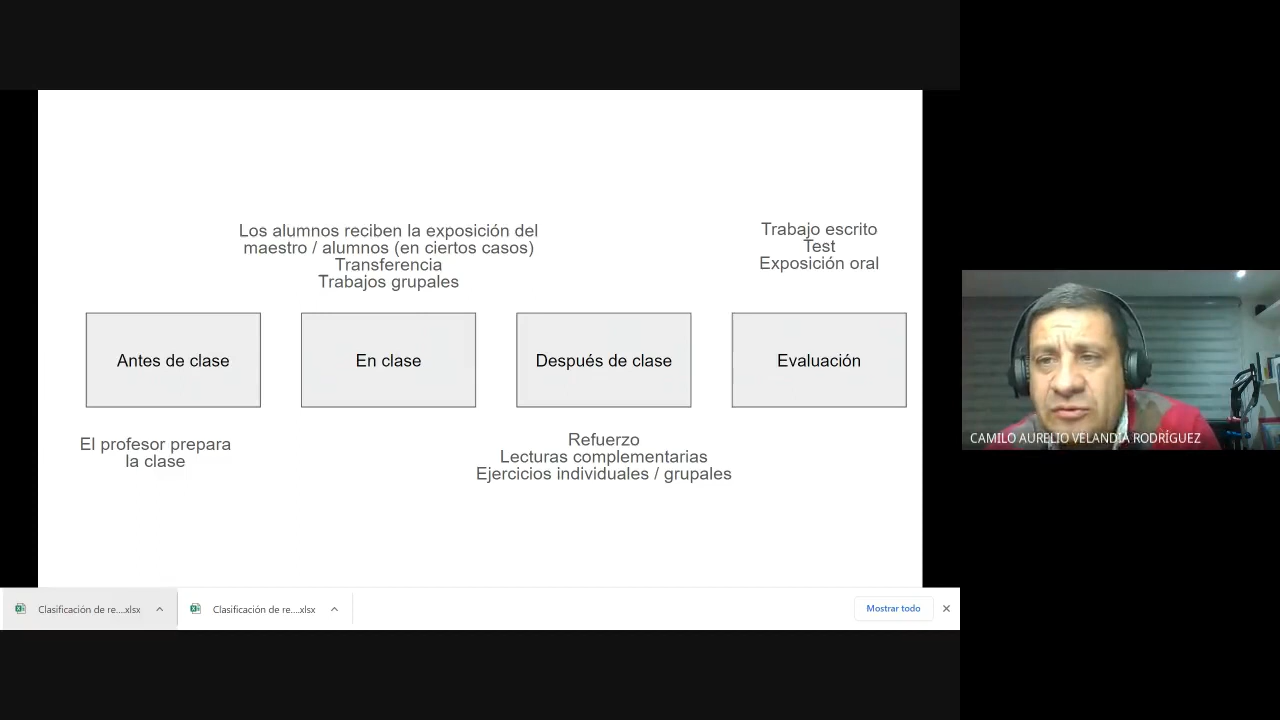 Los alumnos reciben la exposición del
maestro / alumnos (en ciertos casos)
Transferencia
Trabajos grupales
Trabajo escrito
Test
Exposición oral
Antes de clase
En clase
Después de clase
Evaluación
El profesor prepara
la clase
Refuerzo
Lecturas complementarias
Ejercicios individuales / grupales
CAMILO AURELIO VELANDIA RODRÍGUEZ
Clasificación de re....xlsx
Clasificación de re....xlsx
Mostrar todo